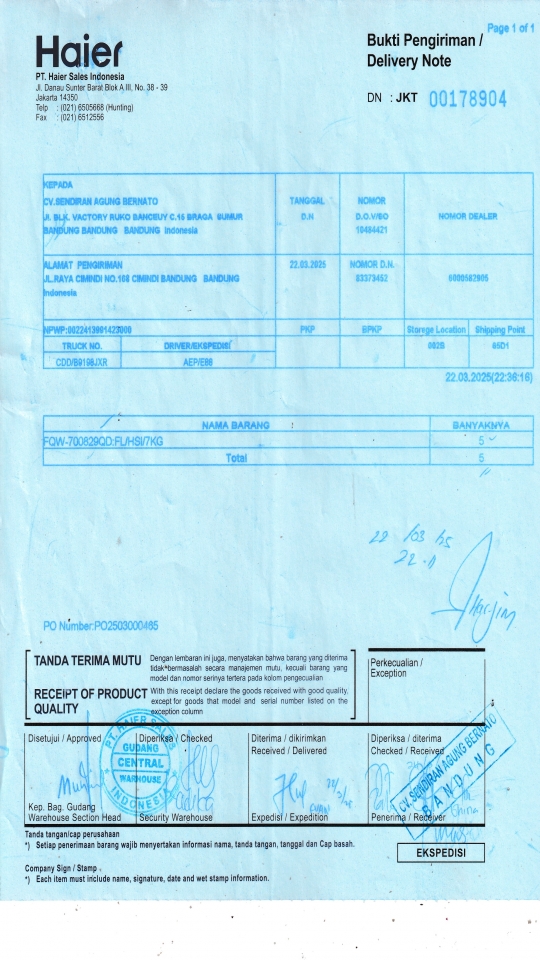 Page 1 of 1
Haier
PT. Haier Sales Indonesia
Jl. Danau Sunter Barat Blok A III, No. 38 - 39
Jakarta 14350
Telp : (021) 6505668 (Hunting)
Fax : (021) 6512556
Bukti Pengiriman /
Delivery Note
DN : JKT 00178904
KEPADA
CV.SENDIRAN AGUNG BERNATO
JL. BLK. VACTORY RUKO BANCEUY C.15 BRAGA SUMUR
BANDUNG BANDUNG BANDUNG Indonesia
TANGGAL
D.N
NOMOR
D.O.V/SO
10484421
NOMOR DEALER
ALAMAT PENGIRIMAN
JL.RAYA CIMINDI NO.168 CIMINDI BANDUNG BANDUNG
Indonesia
22.03.2025
NOMOR D.N.
83373452
6000582905
PKP
BPKP
Storege Location
Shipping Point
TRUCK NO.
DRIVER/EKSPEDISI
CDD/B9198JXR
22.03.2025(22:36:16)
NAMA BARANG
BANYAKNYA
FQW-700829QD:FL/HSI/7KG
5
Total
5
22 /03 25
PO Number:PO2503000465
TANDA TERIMA MUTU
Dengan lembaran ini juga, menyatakan bahwa barang yang diterima
tidak bermasalah secara manajemen mutu, kecuali barang yang
model dan nomor serinya tertera pada kolom pengecualian
RECEIPT OF PRODUCT
QUALITY
With this receipt declare the goods received with good quality,
except for goods that model and serial number listed on the
exception column
Perkecualian /
Exception
Disetujui / Approved
Diperiksa / Checked
Diterima / dikirimkan
Received / Delivered
Diperiksa / diterima
Checked / Received
PT. HAIER SALES
GUDANG
CENTRAL
WAREHOUSE
INDONESIA
CV. SENDIRAN AGUNG BERNATO
BANDUNG
Kep. Bag. Gudang
Warehouse Section Head
Security Warehouse
Expedisi / Expedition
Penerima / Receiver
Tanda tangan/cap perusahaan
*) Setiap penerimaan barang wajib menyertakan informasi nama, tanda tangan, tanggal dan Cap basah.
EKSPEDISI
Company Sign / Stamp
*) Each item must include name, signature, date and wet stamp information.